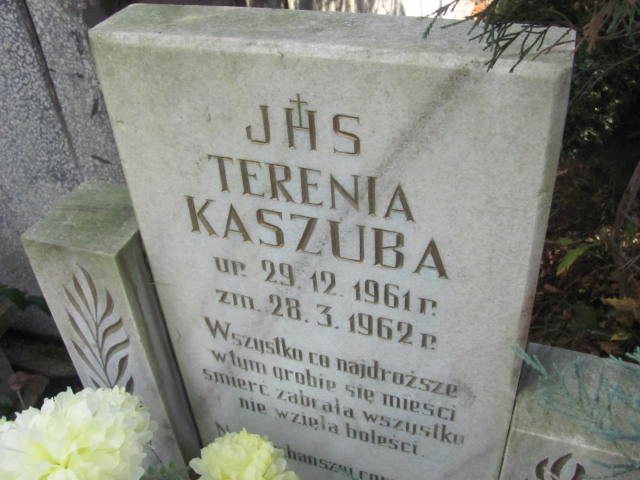 JHS
TERENIA
KASZUBA
ur. 29.12.1961 r.
zm. 28.3.1962 r.
Wszystko co najdroższe
w tym grobie się mieści
śmierć zabrała wszystko
nie wzięła boleści.